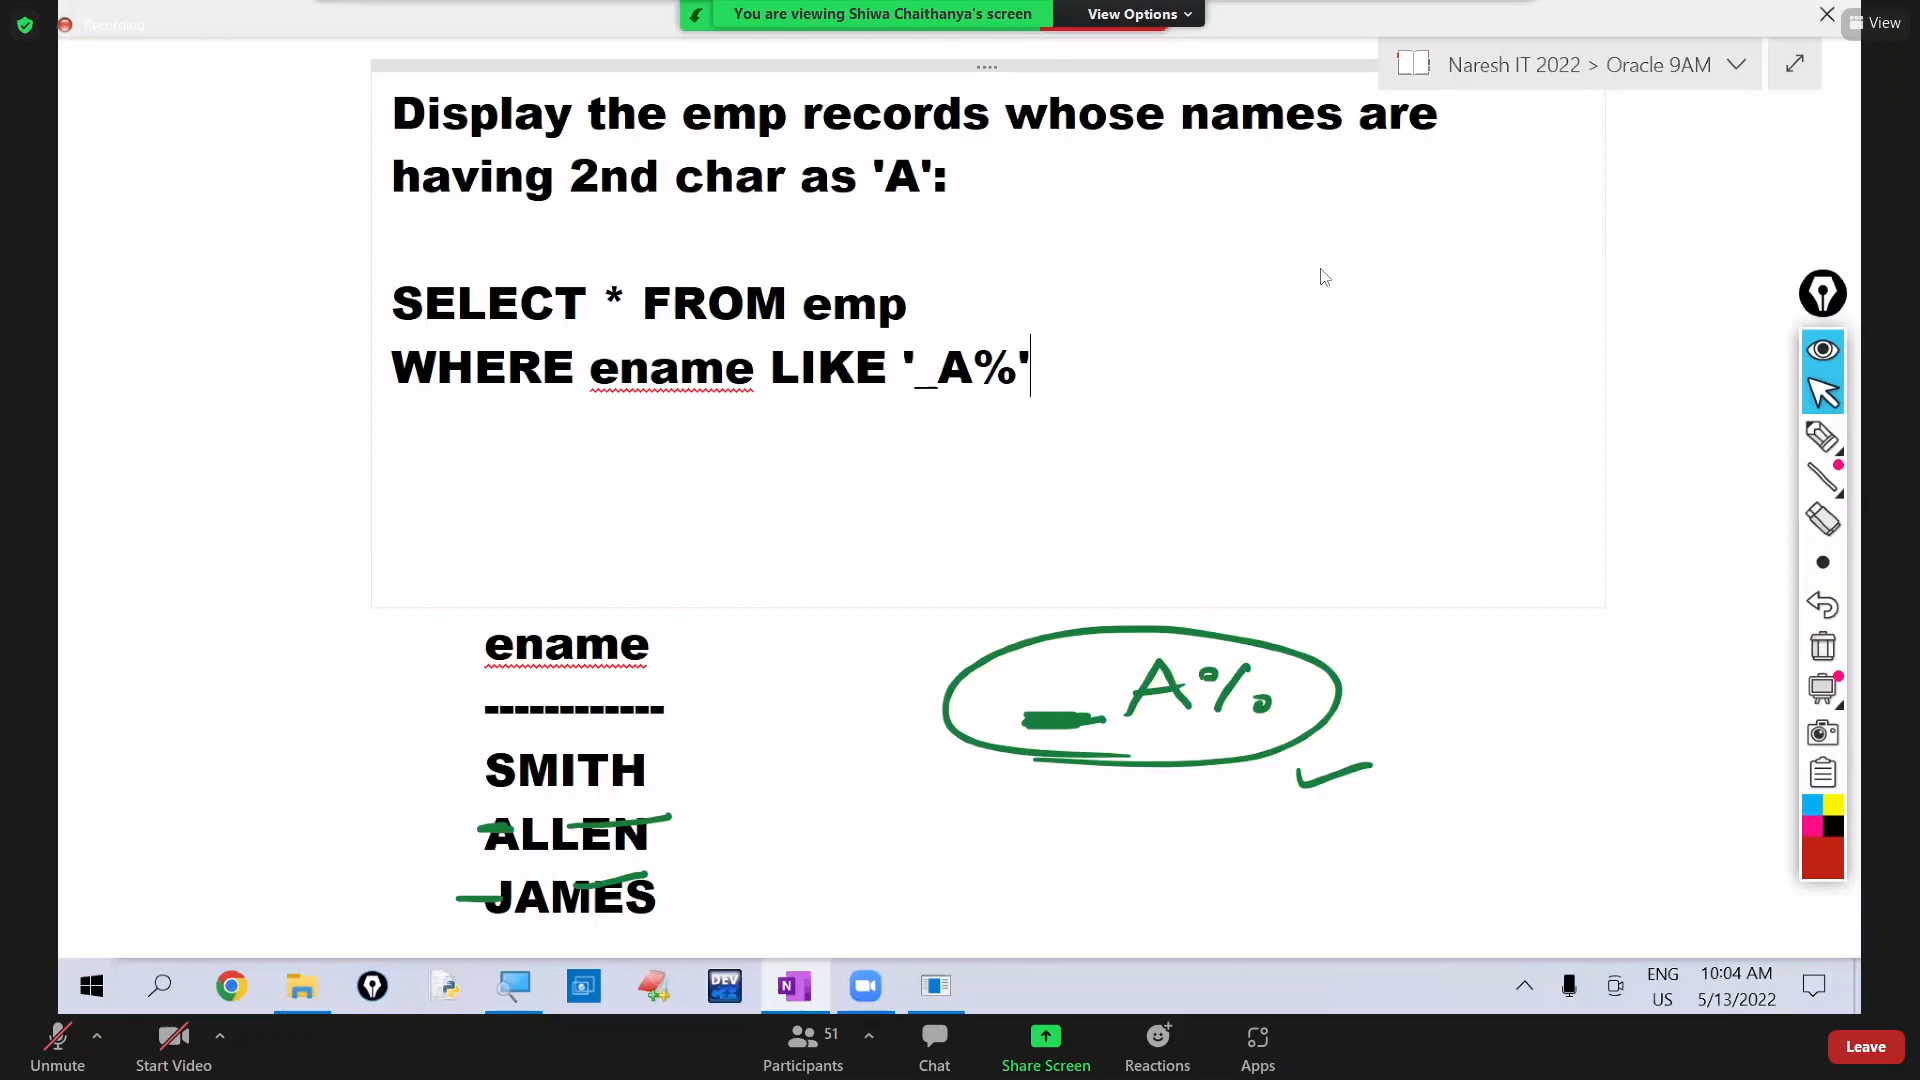 Recording
You are viewing Shiwa Chaithanya's screen
View Options
View
Naresh IT 2022 > Oracle 9AM
Display the emp records whose names are
having 2nd char as 'A':
SELECT * FROM emp
WHERE ename LIKE '_A%'
ename
------------
SMITH
ALLEN
JAMES
_A%
DEV
N
ENG
US
10:04 AM
5/13/2022
Unmute
Start Video
51
Participants
Chat
Share Screen
Reactions
Apps
Leave